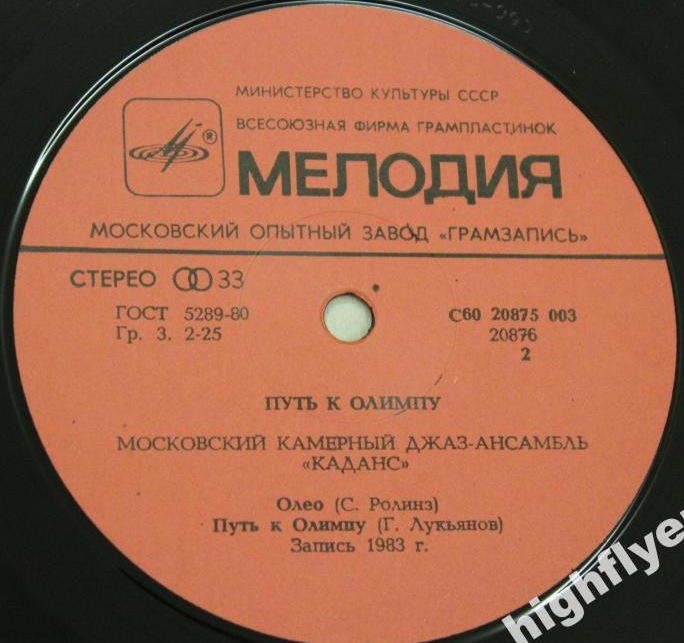 МИНИСТЕРСТВО КУЛЬТУРЫ СССР
ВСЕСОЮЗНАЯ ФИРМА ГРАМПЛАСТИНОК
®
МЕЛОДИЯ
МОСКОВСКИЙ ОПЫТНЫЙ ЗАВОД «ГРАМЗАПИСЬ»
СТЕРЕО 33
ГОСТ 5289-80
Гр. 3. 2-25
С60 20875 003
20876
2
ПУТЬ К ОЛИМПУ
МОСКОВСКИЙ КАМЕРНЫЙ ДЖАЗ-АНСАМБЛЬ
«КАДАНС»
Олео (С. Ролинз)
Путь к Олимпу (Г. Лукьянов)
Запись 1983 г.
highflyer